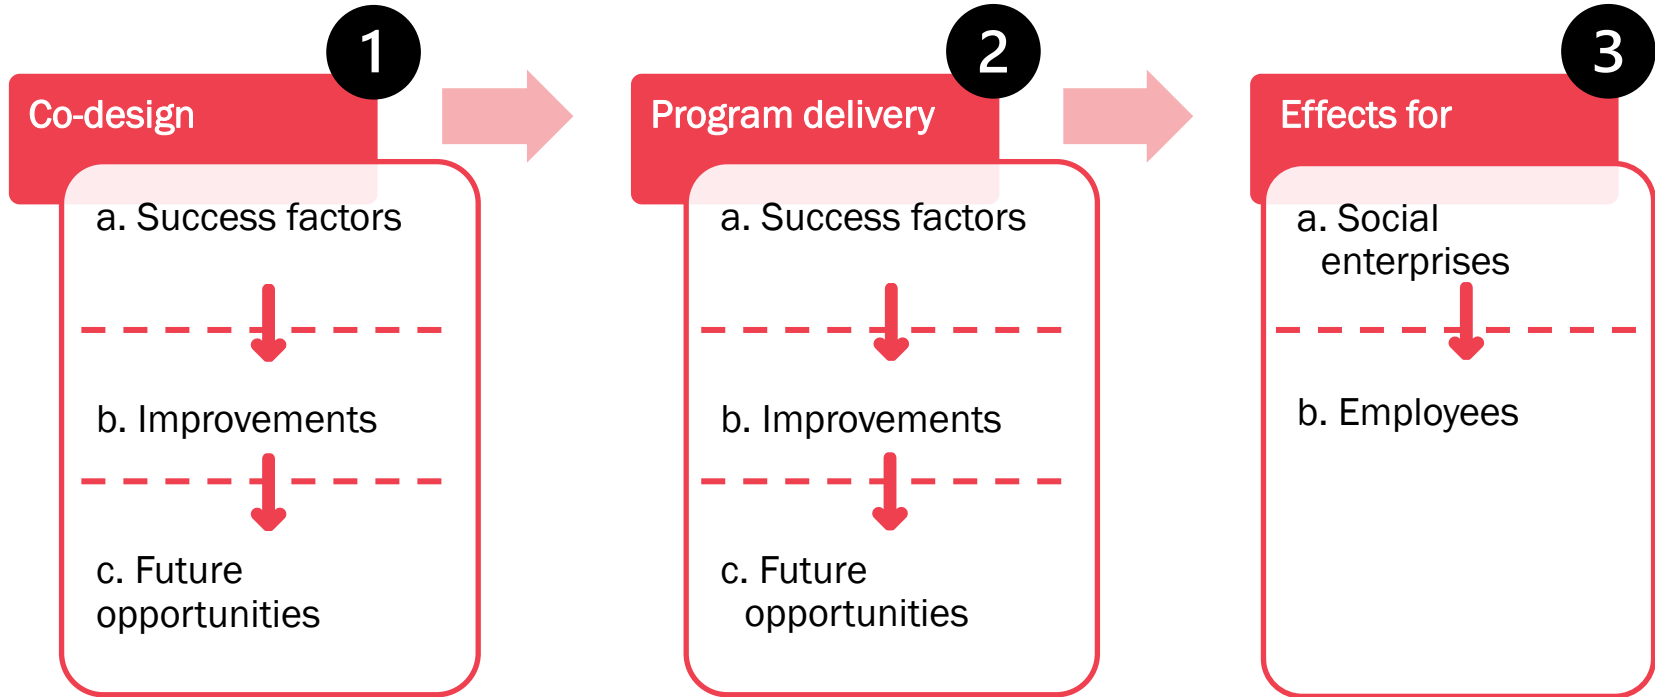 1
Co-design
a. Success factors
b. Improvements
c. Future
opportunities
2
Program delivery
a. Success factors
b. Improvements
c. Future
opportunities
3
Effects for
a. Social
enterprises
b. Employees